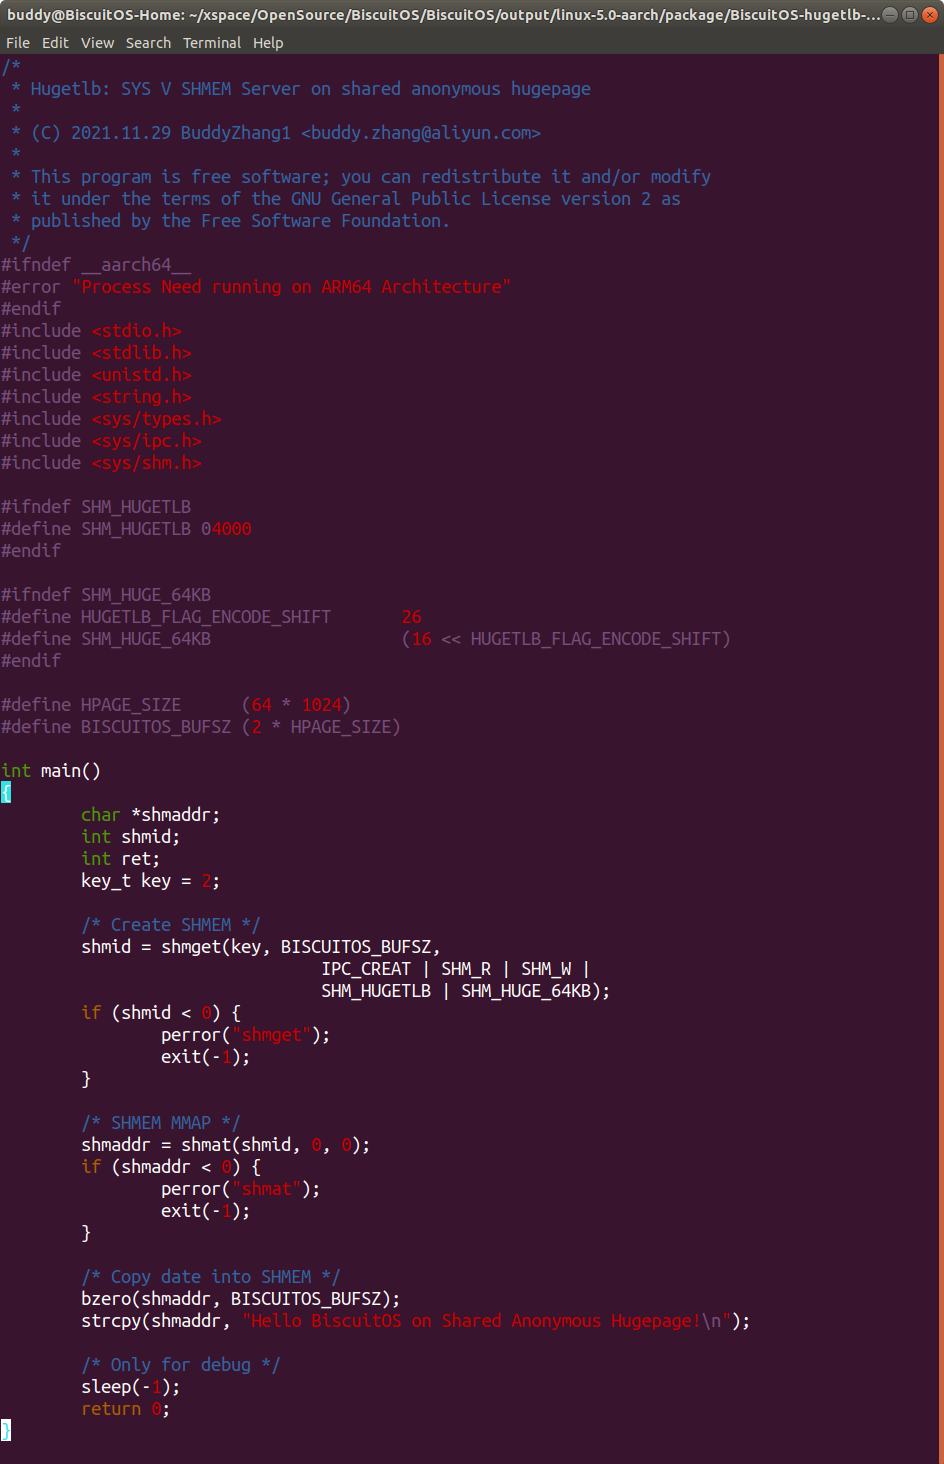 buddy@BiscuitOS-Home: ~/xspace/OpenSource/BiscuitOS/BiscuitOS/output/linux-5.0-aarch/package/BiscuitOS-hugetlb-...
File Edit View Search Terminal Help
/*
 * Hugetlb: SYS V SHMEM Server on shared anonymous hugepage
 *
 * (C) 2021.11.29 BuddyZhang1 <buddy.zhang@aliyun.com>
 *
 * This program is free software; you can redistribute it and/or modify
 * it under the terms of the GNU General Public License version 2 as
 * published by the Free Software Foundation.
 */
#ifndef __aarch64__
#error "Process Need running on ARM64 Architecture"
#endif
#include <stdio.h>
#include <stdlib.h>
#include <unistd.h>
#include <string.h>
#include <sys/types.h>
#include <sys/ipc.h>
#include <sys/shm.h>

#ifndef SHM_HUGETLB
#define SHM_HUGETLB 04000
#endif

#ifndef SHM_HUGE_64KB
#define HUGETLB_FLAG_ENCODE_SHIFT       26
#define SHM_HUGE_64KB                   (16 << HUGETLB_FLAG_ENCODE_SHIFT)
#endif

#define HPAGE_SIZE      (64 * 1024)
#define BISCUITOS_BUFSZ (2 * HPAGE_SIZE)

int main()
{
        char *shmaddr;
        int shmid;
        int ret;
        key_t key = 2;

        /* Create SHMEM */
        shmid = shmget(key, BISCUITOS_BUFSZ,
                                IPC_CREAT | SHM_R | SHM_W |
                                SHM_HUGETLB | SHM_HUGE_64KB);
        if (shmid < 0) {
                perror("shmget");
                exit(-1);
        }

        /* SHMEM MMAP */
        shmaddr = shmat(shmid, 0, 0);
        if (shmaddr < 0) {
                perror("shmat");
                exit(-1);
        }

        /* Copy date into SHMEM */
        bzero(shmaddr, BISCUITOS_BUFSZ);
        strcpy(shmaddr, "Hello BiscuitOS on Shared Anonymous Hugepage!\n");

        /* Only for debug */
        sleep(-1);
        return 0;
}